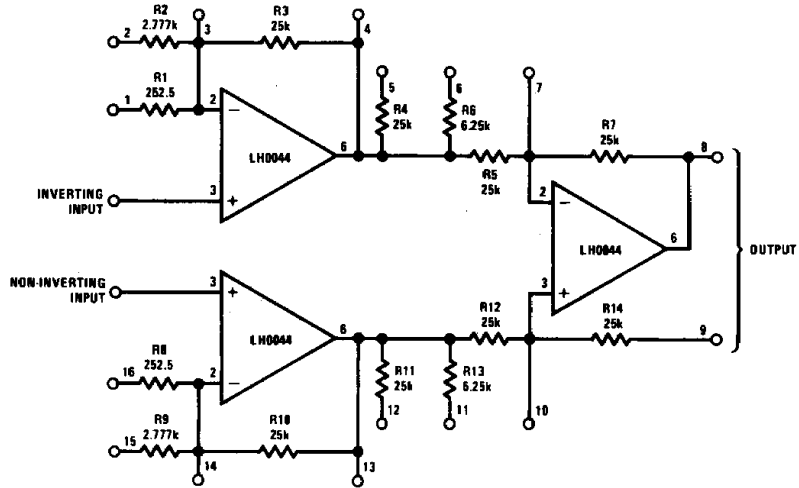 2
R2
2.777k
3
R3
25k
4
1
R1
252.5
2
−
LH0044
6
3
+
INVERTING
INPUT
5
R4
25k
6
R6
6.25k
R5
25k
7
R7
25k
8
2
−
LH0044
6
3
+
OUTPUT
NON-INVERTING
INPUT
3
+
LH0044
6
2
−
16
R8
252.5
15
R9
2.777k
14
R10
25k
13
R11
25k
12
R13
6.25k
11
R12
25k
10
R14
25k
9